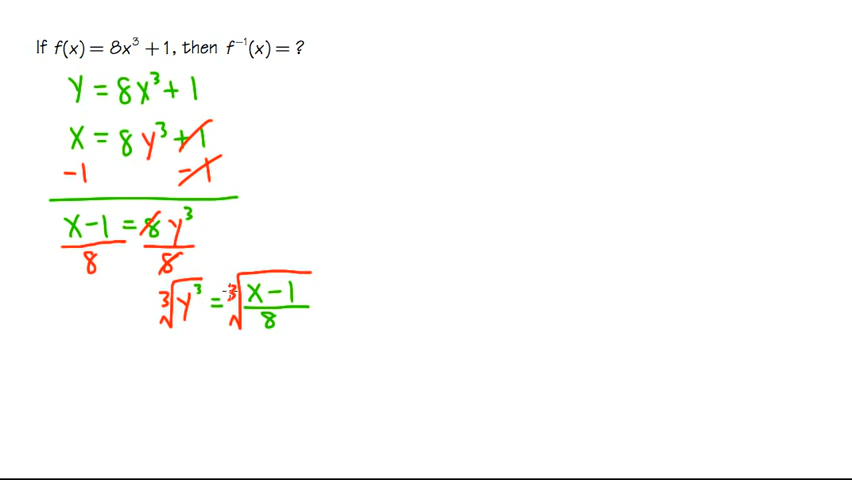 If f(x) = 8x³ + 1, then f⁻¹(x) = ?
y = 8x³ + 1
x = 8y³ + 1
-1 -1
x - 1 = 8y³
8 8
∛y³ = ∛x - 1
8